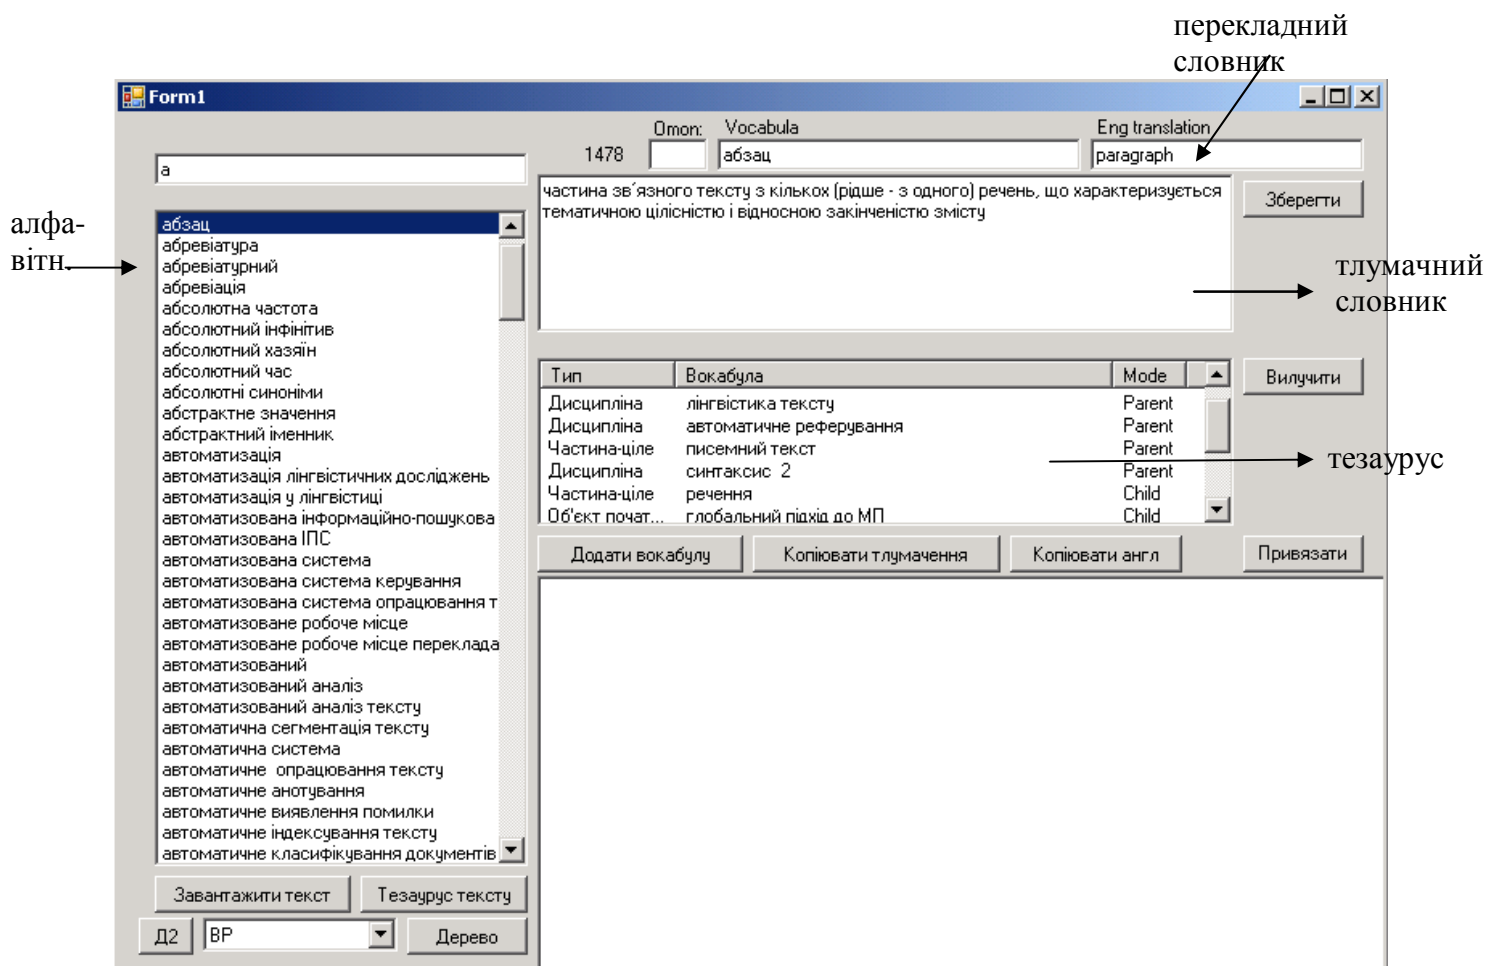 перекладний
словник
Form1
Omon: Vocabula Eng translation
1478 абзац paragraph
а
частина зв´язного тексту з кількох (рідше - з одного) речень, що характеризується
тематичною цілісністю і відносною закінченістю змісту
Зберегти
алфа-
вітн.
тлумачний
словник
абзац
абревіатура
абревіатурний
абревіація
абсолютна частота
абсолютний інфінітив
абсолютний хазяїн
абсолютний час
абсолютні синоніми
абстрактне значення
абстрактний іменник
автоматизація
автоматизація лінгвістичних досліджень
автоматизація у лінгвістиці
автоматизована інформаційно-пошукова
автоматизована ІПС
автоматизована система
автоматизована система керування
автоматизована система опрацювання т
автоматизоване робоче місце
автоматизоване робоче місце переклада
автоматизований
автоматизований аналіз
автоматизований аналіз тексту
автоматична сегментація тексту
автоматична система
автоматичне  опрацювання тексту
автоматичне анотування
автоматичне виявлення помилки
автоматичне індексування тексту
автоматичне класифікування документів
Тип Вокабула Mode
Дисципліна лінгвістика тексту Parent
Дисципліна автоматичне реферування Parent
Частина-ціле писемний текст Parent
Дисципліна синтаксис  2 Parent
Частина-ціле речення Child
Об'єкт почат... глобальний підхід до МП Child
Вилучити
тезаурус
Додати вокабулу Копіювати тлумачення Копіювати англ Привязати
Завантажити текст Тезаурус тексту
Д2 ВР Дерево